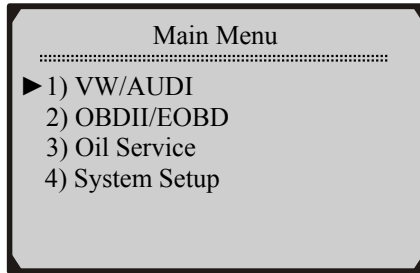 Main Menu
►1) VW/AUDI
2) OBDII/EOBD
3) Oil Service
4) System Setup